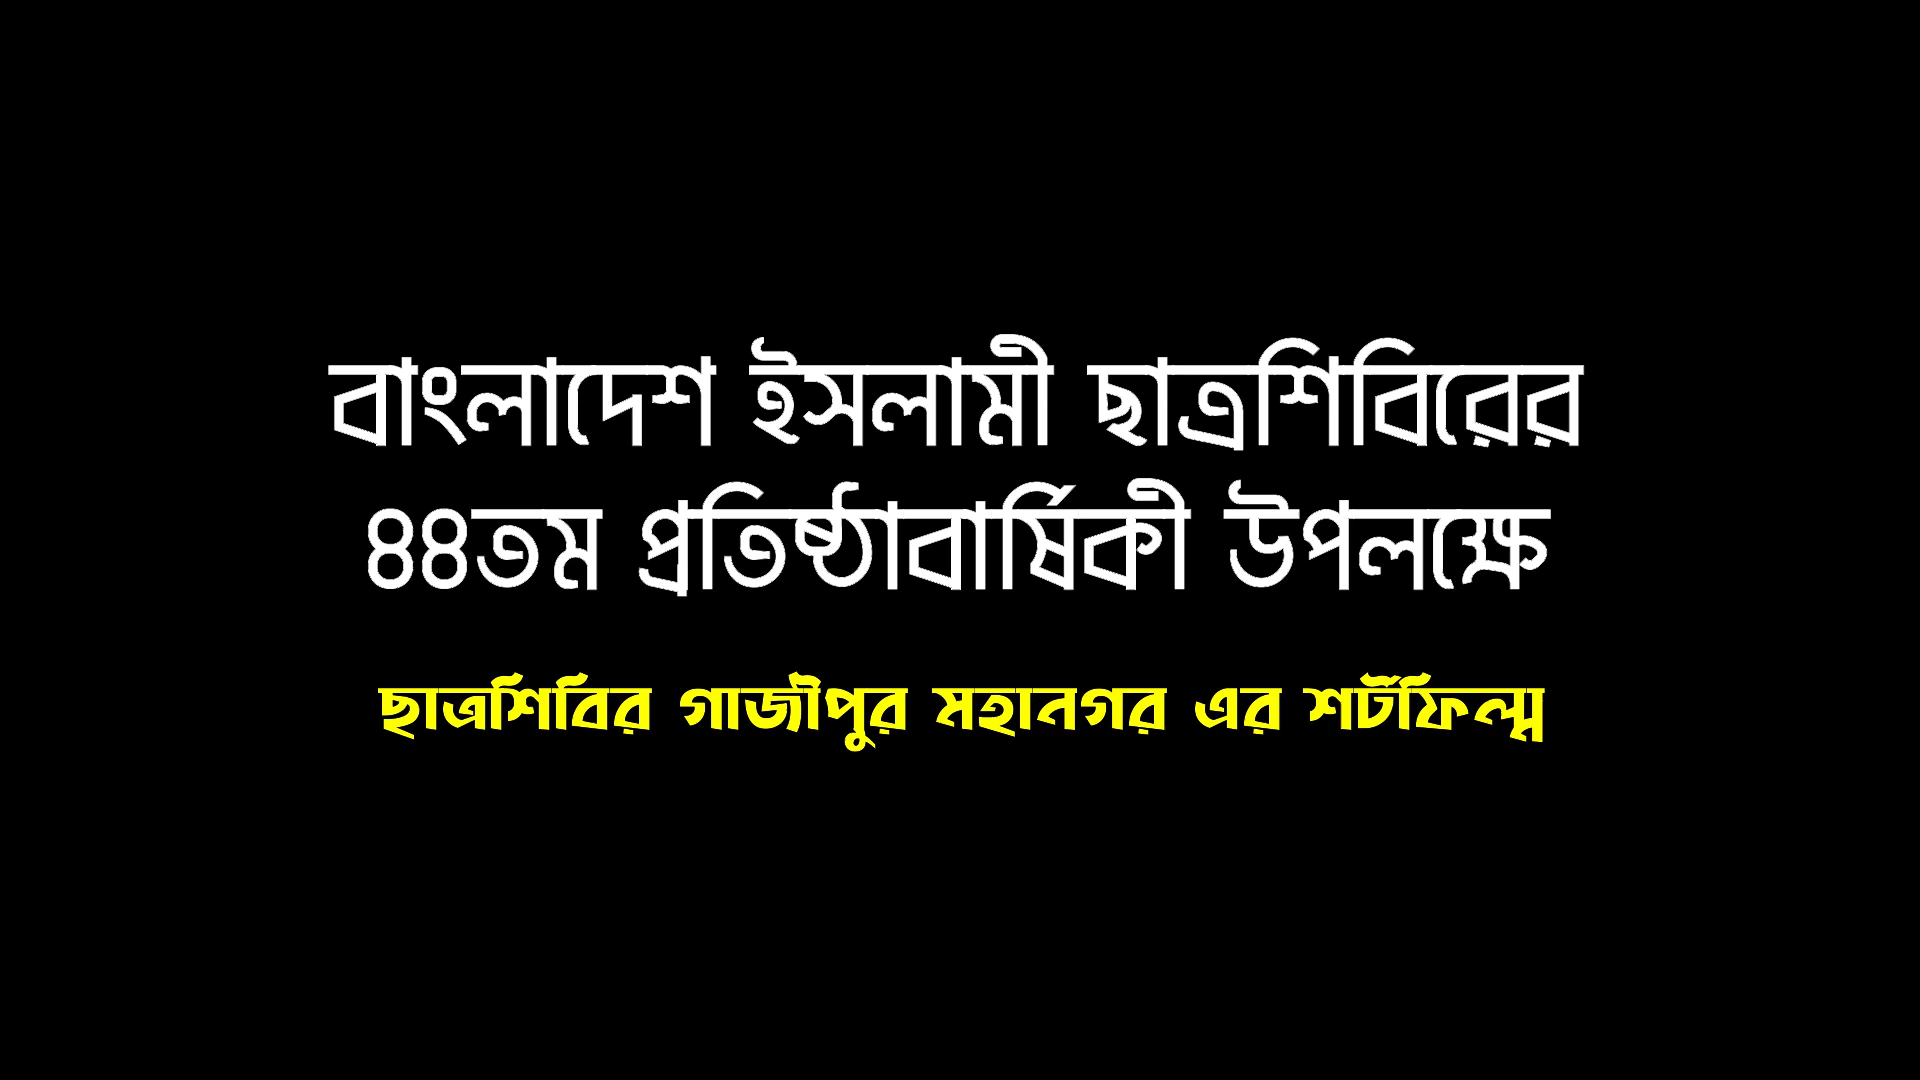 বাংলাদেশ ইসলামী ছাত্রশিবিরের
৪৪তম প্রতিষ্ঠাবার্ষিকী উপলক্ষে
ছাত্রশিবির গাজীপুর মহানগর এর শর্টফিল্ম